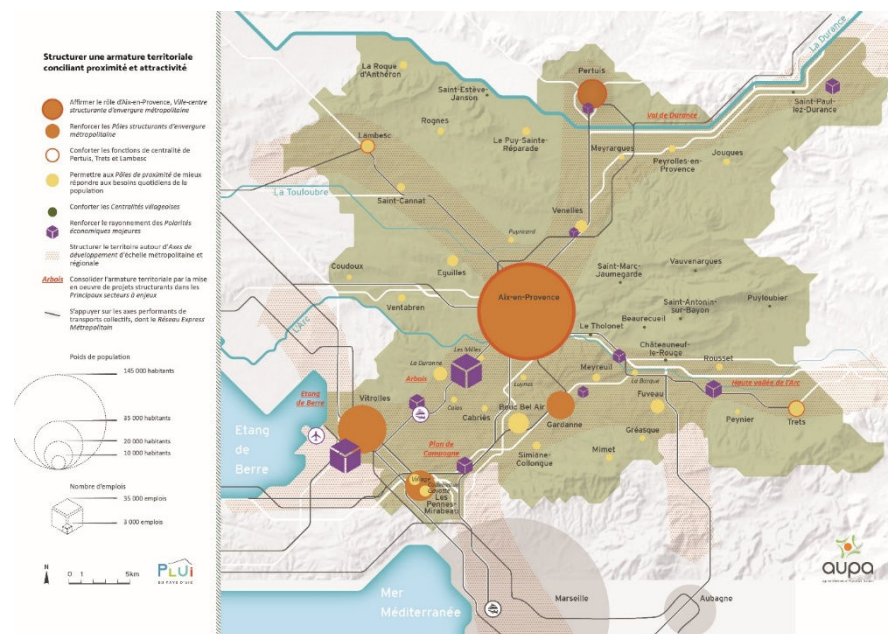 Structurer une armature territoriale
conciliant proximité et attractivité
Affirmer le rôle d'Aix-en-Provence, Ville-centre
structurante d'envergure métropolitaine
Renforcer les Pôles structurants d'envergure
métropolitaine
Conforter les fonctions de centralité de
Pertuis, Trets et Lambesc
Permettre aux Pôles de proximité de mieux
répondre aux besoins quotidiens de la
population
Conforter les Centralités villageoises
Renforcer le rayonnement des Polarités
économiques majeures
Structurer le territoire autour d'Axes de
développement d'échelle métropolitaine et
régionale
Arbois
Consolider l'armature territoriale par la mise
en oeuvre de projets structurants dans les
Principaux secteurs à enjeux
S'appuyer sur les axes performants de
transports collectifs, dont le Réseau Express
Métropolitain
Poids de population
145 000 habitants
35 000 habitants
20 000 habitants
10 000 habitants
Nombre d'emplois
35 000 emplois
3 000 emplois
N
0 1 5km
PLUi
DU PAYS D'AIX
La Durance
La Roque
d'Anthéron
Saint-Estève-
Janson
Pertuis
Saint-Paul
-lez-Durance
Val de Durance
Rognes
Lambesc
Le Puy-Sainte-
Réparade
Meyrargues
Peyrolles-en-
Provence
Jouques
La Touloubre
Saint-Cannat
Venelles
Puyricard
Coudoux
Eguilles
Saint-Marc-
Jaumegarde
Vauvenargues
Aix-en-Provence
Ventabren
Saint-Antonin
-sur-Bayon
Puyloubier
Beaurecueil
L'Arc
Le Tholonet
Châteauneuf
-le-Rouge
Les Milles
Rousset
La Duranne
Meyreuil
Arbois
Luynes
La Barque
Haute vallée de l'Arc
Etang
de Berre
Vitrolles
Fuveau
Calas
Cabriès
Bouc Bel Air
Gardanne
Peynier
Trets
Gréasque
Etang
de
Berre
Plan de
Campagne
Simiane-
Collongue
Mimet
Village
Les
Pennes-
Mirabeau
Mer
Méditerranée
Marseille
Aubagne
aupa